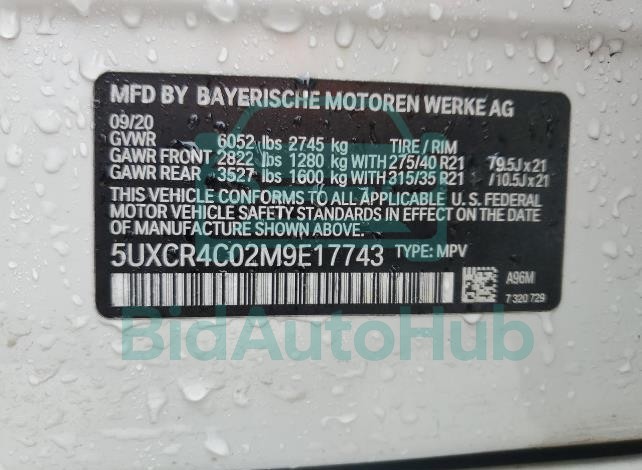 MFD BY BAYERISCHE MOTOREN WERKE AG
09/20
GVWR 6052 lbs 2745 kg TIRE / RIM
GAWR FRONT 2822 lbs 1280 kg WITH 275/40 R21 79.5J x 21
GAWR REAR 3527 lbs 1600 kg WITH 315/35 R21 /10.5J x 21
THIS VEHICLE CONFORMS TO ALL APPLICABLE U. S. FEDERAL
MOTOR VEHICLE SAFETY STANDARDS IN EFFECT ON THE DATE OF
MANUFACTURE SHOWN ABOVE.
5UXCR4C02M9E17743 TYPE: MPV
A96M
7 320 729
BidAutoHub